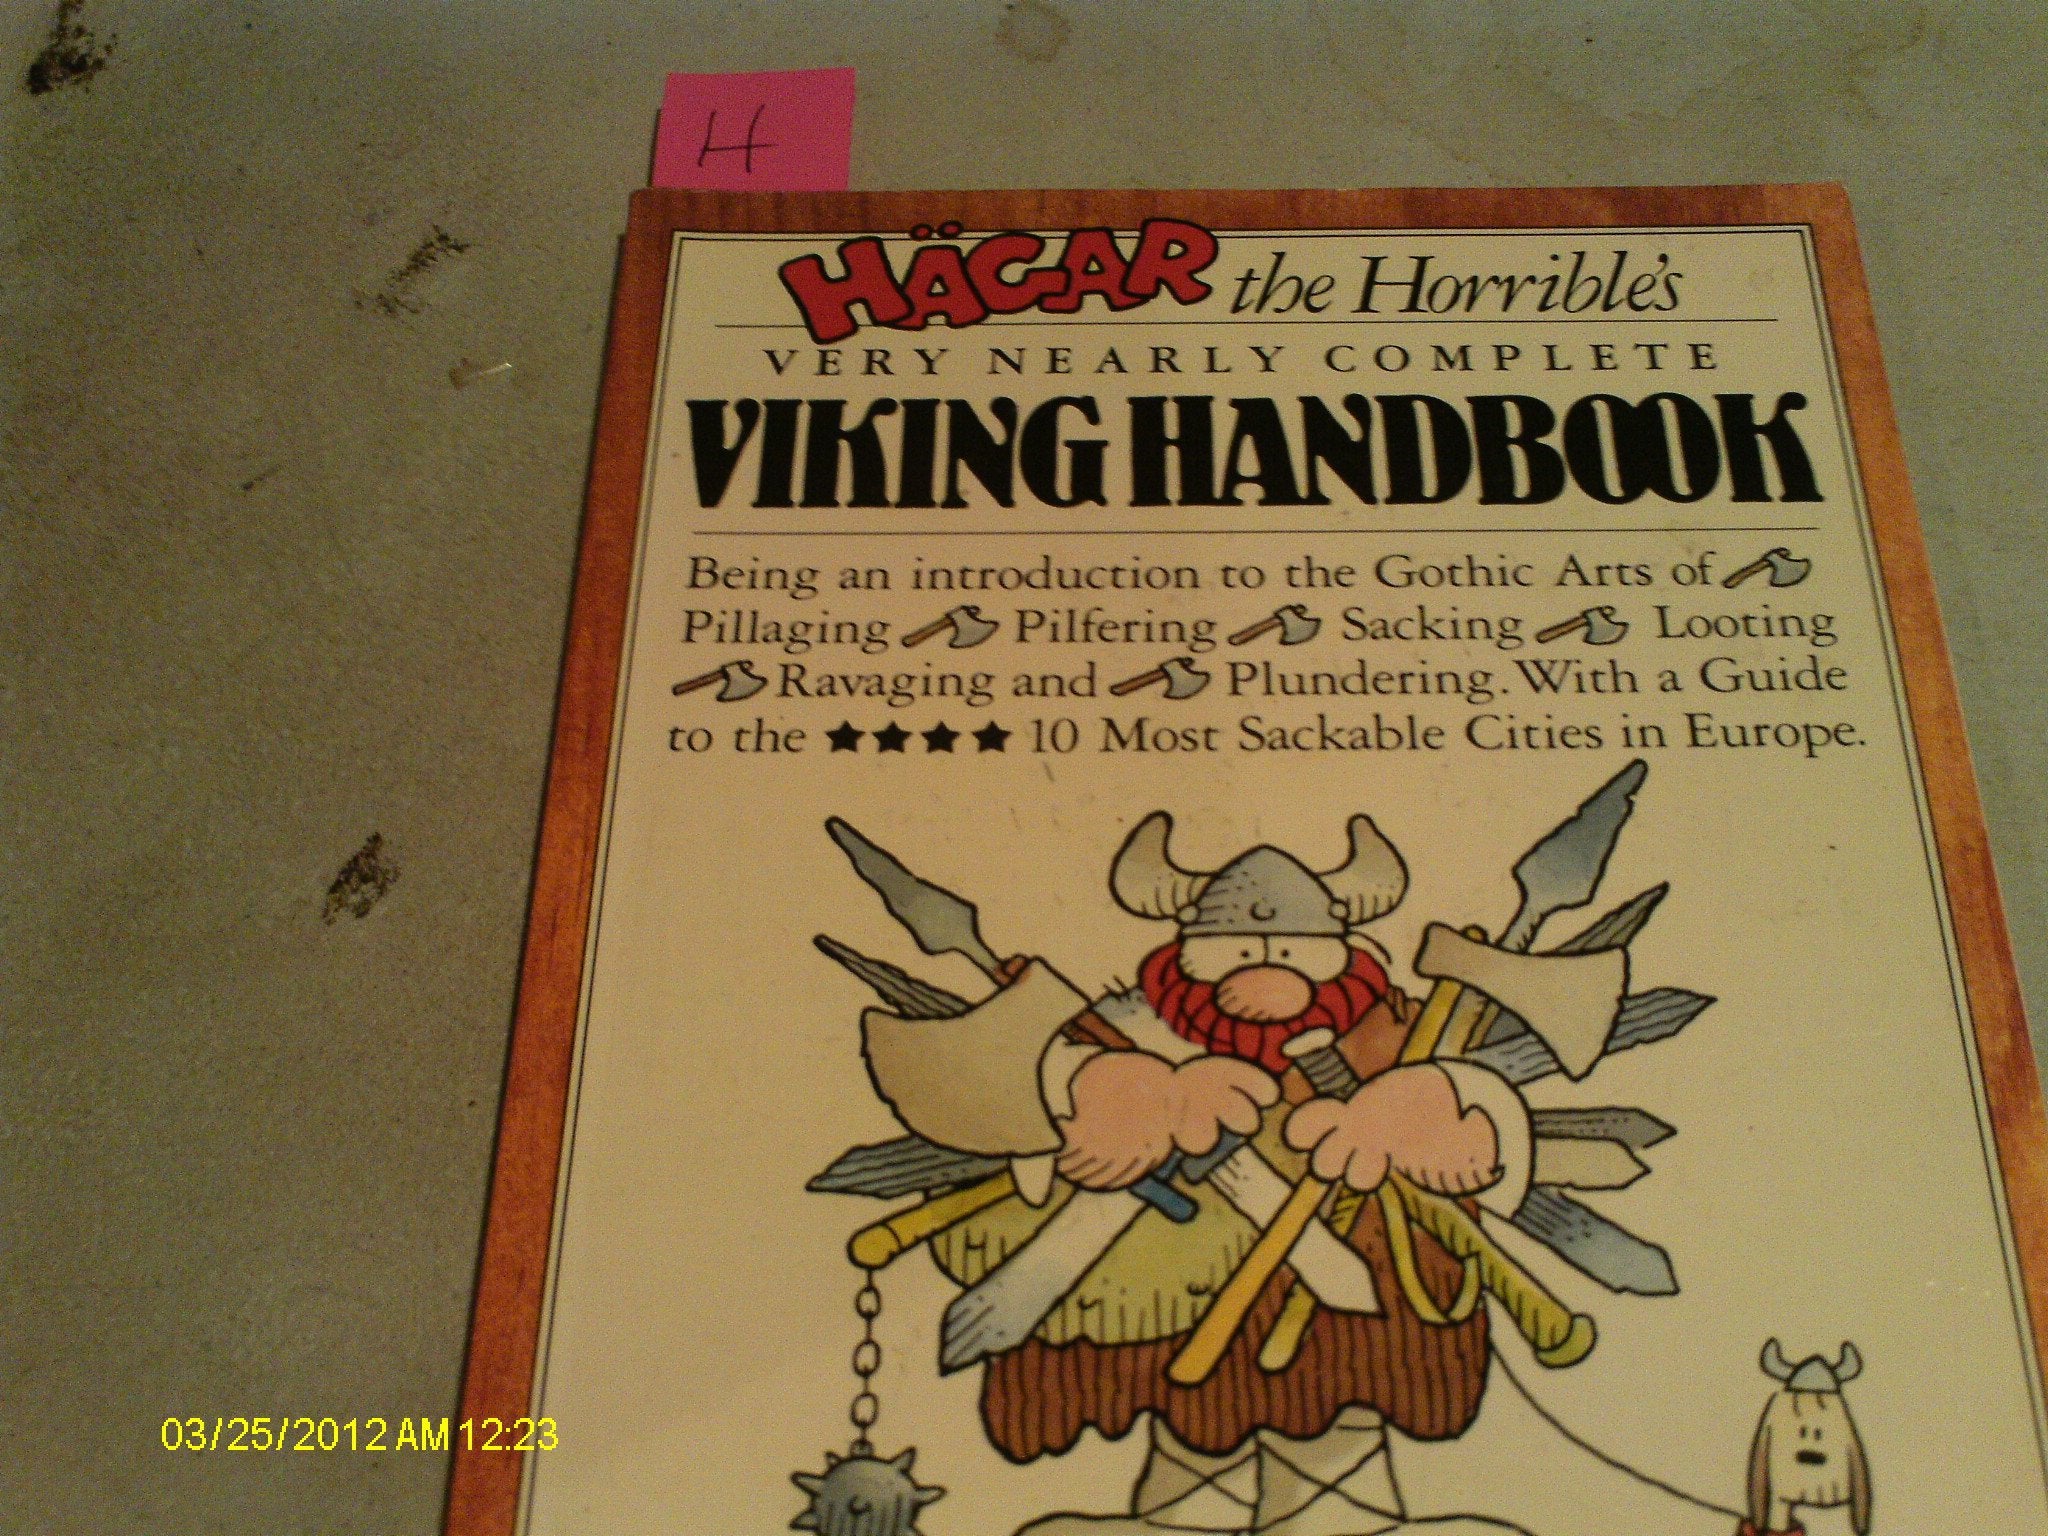 H
HÄGAR the Horrible's
VERY NEARLY COMPLETE
VIKING HANDBOOK
Being an introduction to the Gothic Arts of
Pillaging Pilfering Sacking Looting
Ravaging and Plundering. With a Guide
to the ★★★★ 10 Most Sackable Cities in Europe.
03/25/2012 AM 12:23